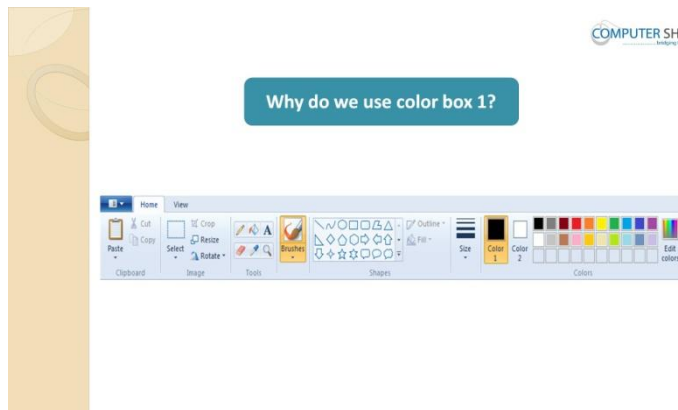 COMPUTER SH
bridging
Why do we use color box 1?
Home View
Paste
Cut
Copy
Clipboard
Select
Crop
Resize
Rotate
Image
A
Tools
Brushes
Outline
Fill
Shapes
Size
Color 1
Color 2
Edit colors
Colors